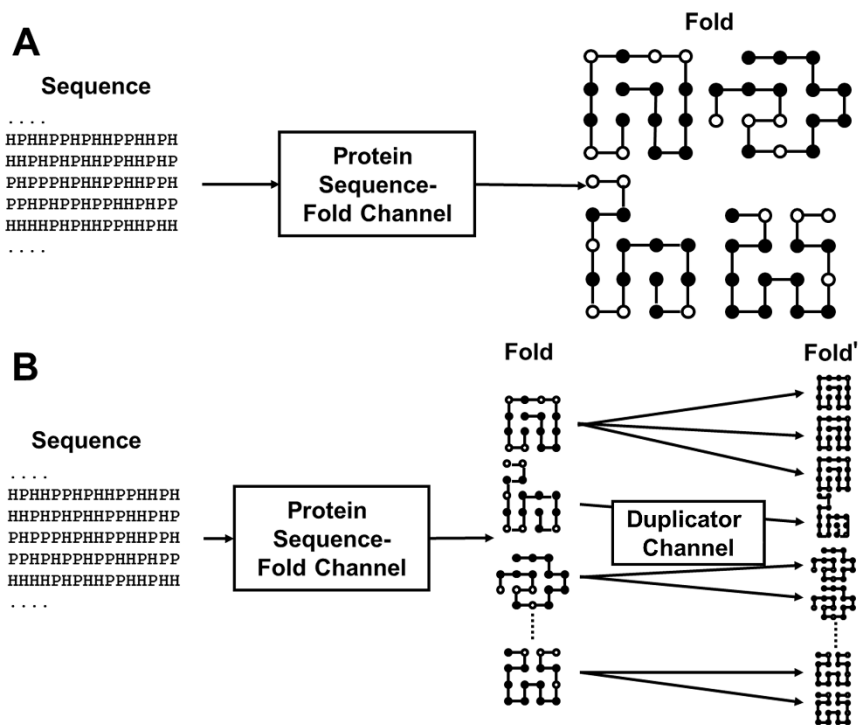 A
Fold
Sequence
. . . .
HPHHPPHPHHPPHHPH
HHPHPHPHHPPHHPHP
PHPPPHPHHPPHHPPH
PPHPHPPHPPHHPHPP
HHHHPHPHHPPHHPHH
. . . .
Protein
Sequence-
Fold Channel
B
Fold
Fold'
Sequence
. . . .
HPHHPPHPHHPPHHPH
HHPHPHPHHPPHHPHP
PHPPPHPHHPPHHPPH
PPHPHPPHPPHHPHPP
HHHHPHPHHPPHHPHH
. . . .
Protein
Sequence-
Fold Channel
Duplicator
Channel